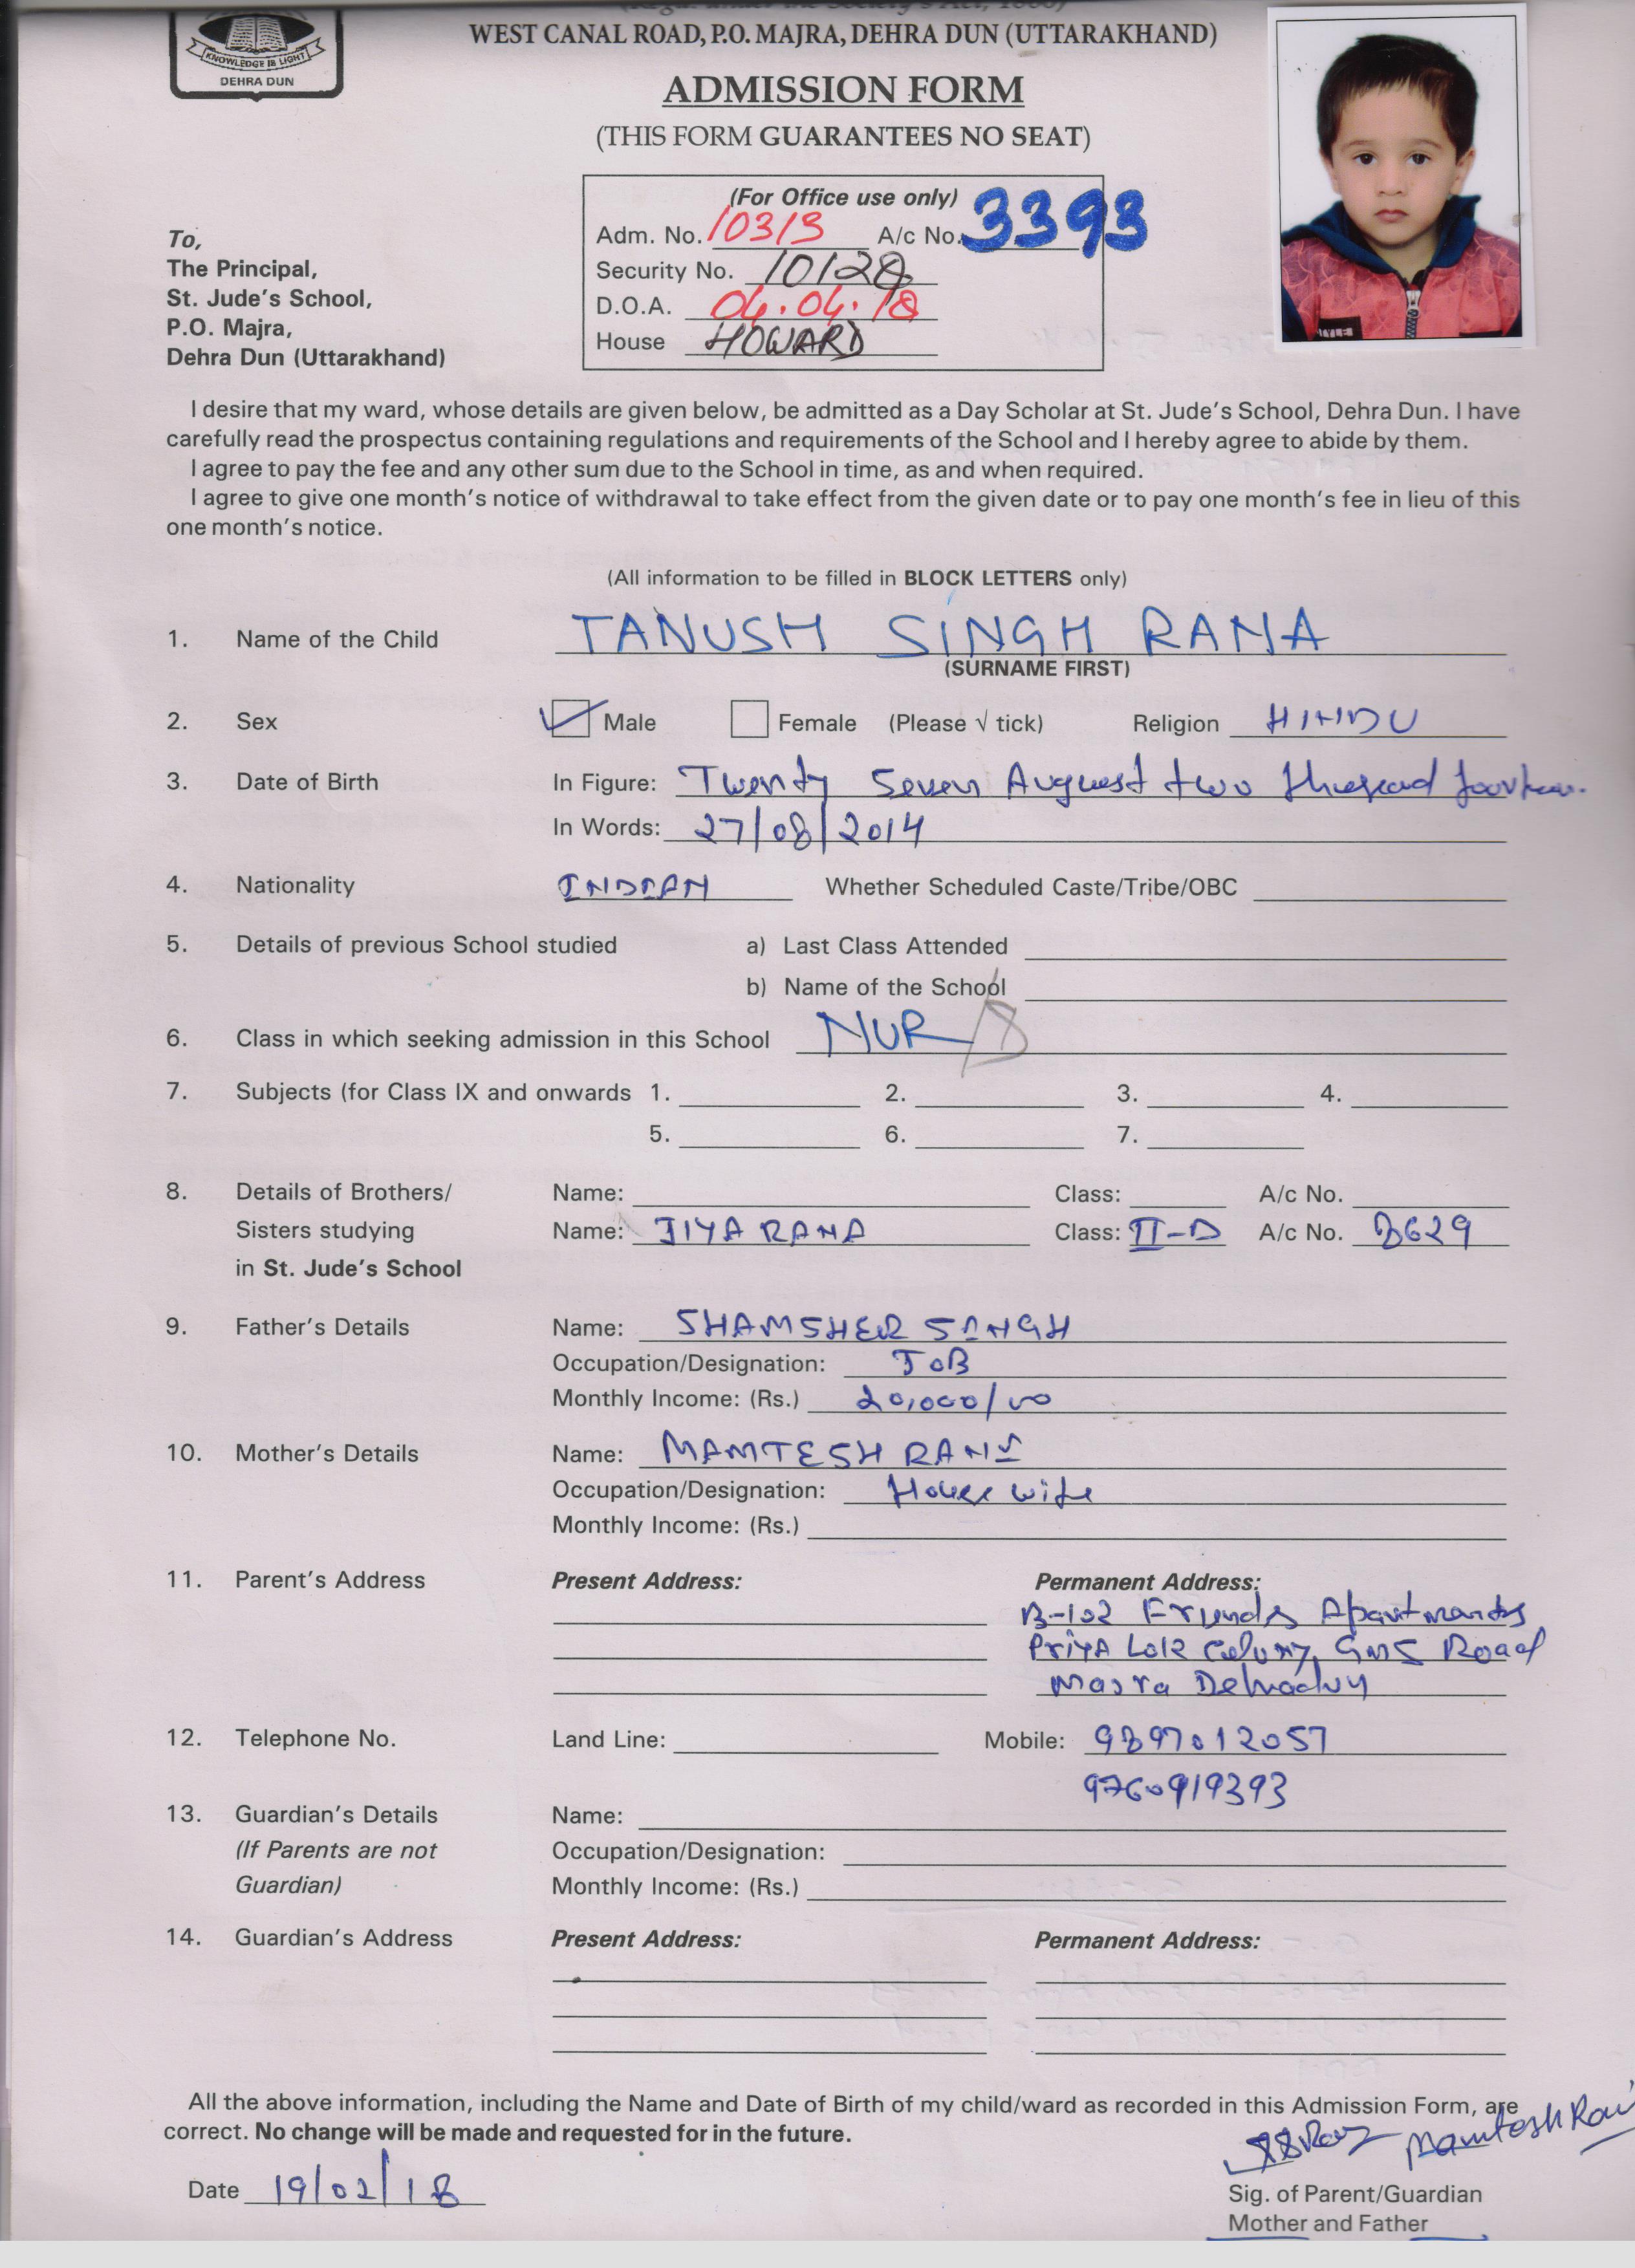 KNOWLEDGE IS LIGHT
DEHRA DUN
WEST CANAL ROAD, P.O. MAJRA, DEHRA DUN (UTTARAKHAND)
ADMISSION FORM
(THIS FORM GUARANTEES NO SEAT)
(For Office use only)
Adm. No. 10313 A/c No. 3393
Security No. 10128
D.O.A. 04.04.18
House HOWARD
To,
The Principal,
St. Jude's School,
P.O. Majra,
Dehra Dun (Uttarakhand)
I desire that my ward, whose details are given below, be admitted as a Day Scholar at St. Jude's School, Dehra Dun. I have
carefully read the prospectus containing regulations and requirements of the School and I hereby agree to abide by them.
I agree to pay the fee and any other sum due to the School in time, as and when required.
I agree to give one month's notice of withdrawal to take effect from the given date or to pay one month's fee in lieu of this
one month's notice.
(All information to be filled in BLOCK LETTERS only)
1. Name of the Child TANUSH SINGH RANA
(SURNAME FIRST)
2. Sex Male Female (Please √ tick) Religion HINDU
3. Date of Birth In Figure: Twenty Seven August two
In Words: 27/08/2014
4. Nationality INDIAN Whether Scheduled Caste/Tribe/OBC
5. Details of previous School studied a) Last Class Attended
b) Name of the School
6. Class in which seeking admission in this School NUR
7. Subjects (for Class IX and onwards 1. 2. 3. 4.
5. 6. 7.
8. Details of Brothers/ Name: Class: A/c No.
Sisters studying Name: JIYA RANA Class: II-D A/c No. 8629
in St. Jude's School
9. Father's Details Name: SHAMSHER SINGH
Occupation/Designation: JOB
Monthly Income: (Rs.) 20,000/00
10. Mother's Details Name: MAMTESH RANI
Occupation/Designation: House wife
Monthly Income: (Rs.)
11. Parent's Address Present Address: Permanent Address:
B-102 Friends Apartments
PriYA LOK Colony, GMS Road
Majra Dehradun
12. Telephone No. Land Line: Mobile: 9897012057
9760919393
13. Guardian's Details Name:
(If Parents are not Occupation/Designation:
Guardian) Monthly Income: (Rs.)
14. Guardian's Address Present Address: Permanent Address:
All the above information, including the Name and Date of Birth of my child/ward as recorded in this Admission Form, are
correct. No change will be made and requested for in the future.
Mamtesh Rani
Date 19/02/18
Sig. of Parent/Guardian
Mother and Father